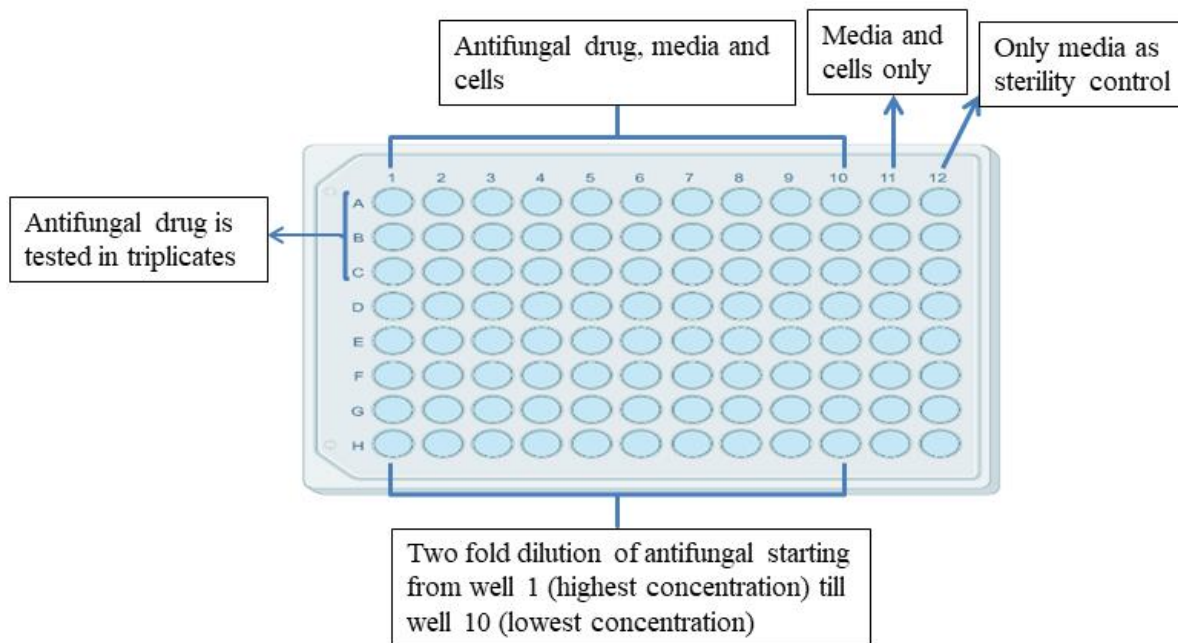 Antifungal drug, media and
cells
Media and
cells only
Only media as
sterility control
1 2 3 4 5 6 7 8 9 10 11 12
Antifungal drug is
tested in triplicates
A
B
C
D
E
F
G
H
Two fold dilution of antifungal starting
from well 1 (highest concentration) till
well 10 (lowest concentration)